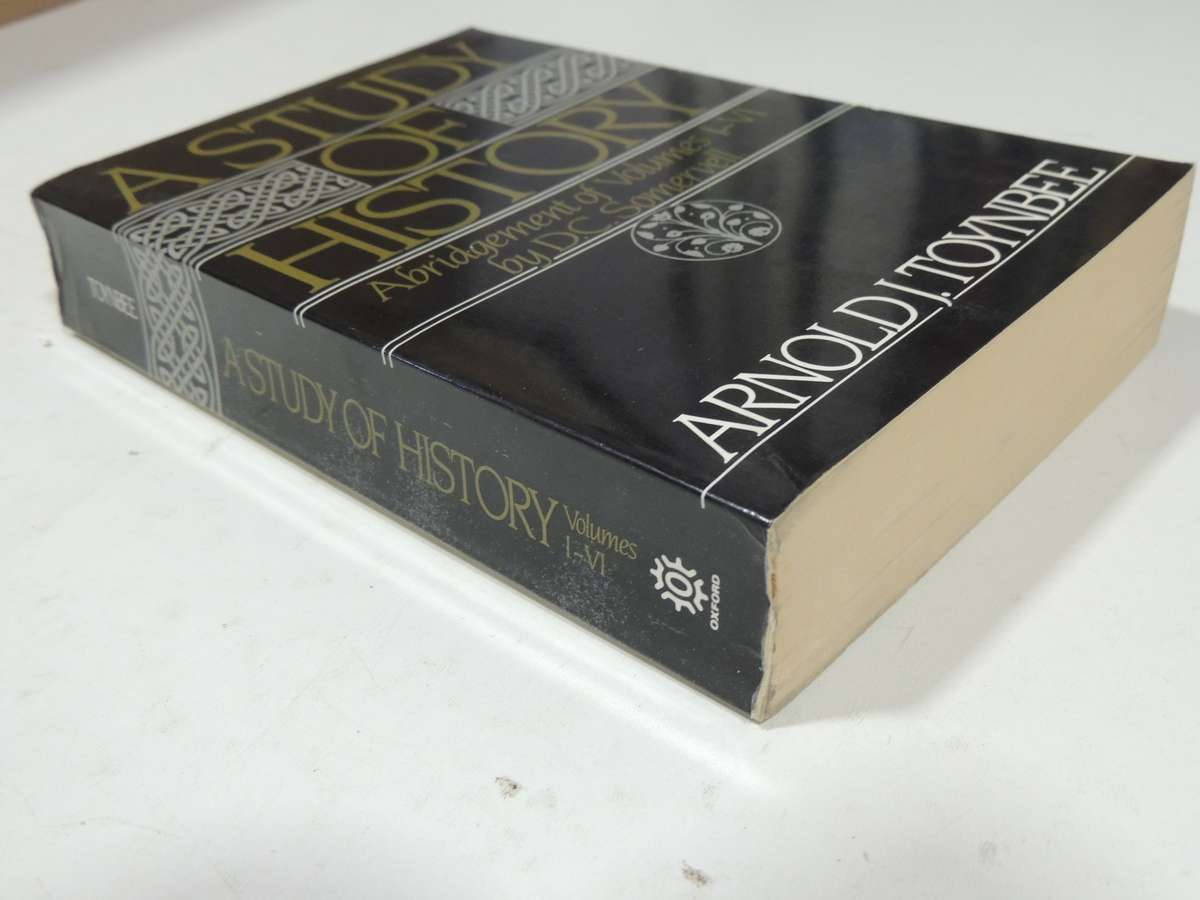 A STUDY
OF
HISTORY
Abridgement of Volumes I-VI
by D.C. Somervell
ARNOLD J. TOYNBEE
TOYNBEE
A STUDY OF HISTORY
Volumes
I-VI
OXFORD